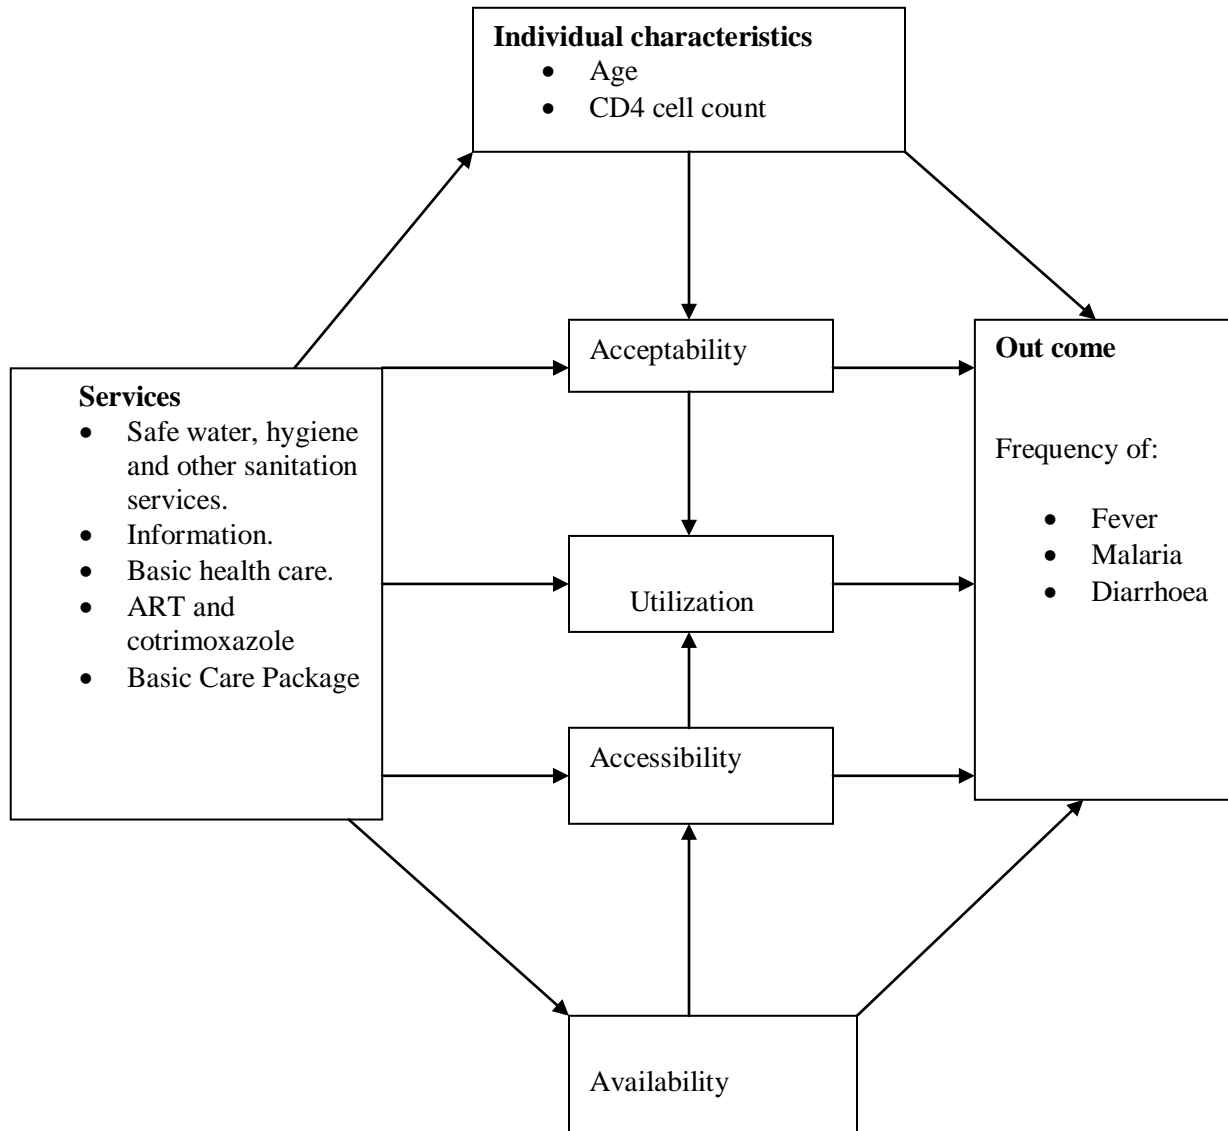 Individual characteristics
• Age
• CD4 cell count
Acceptability
Services
• Safe water, hygiene
and other sanitation
services.
• Information.
• Basic health care.
• ART and
cotrimoxazole
• Basic Care Package
Utilization
Accessibility
Availability
Out come
Frequency of:
• Fever
• Malaria
• Diarrhoea